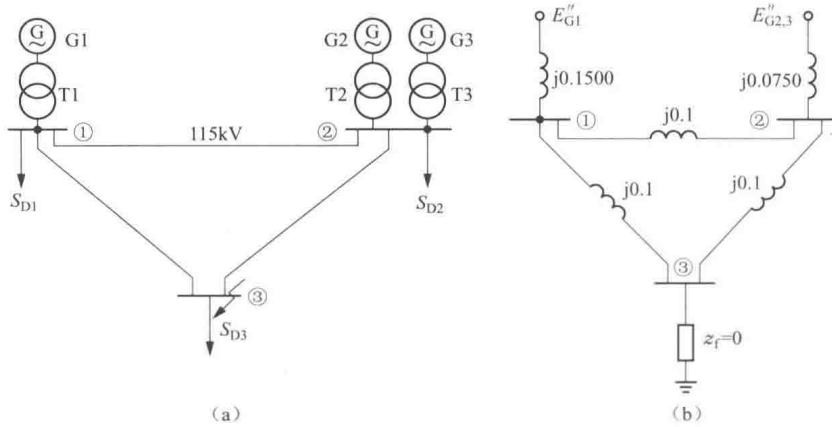 G G1
G2 G G G3
T1
T2 T3
① 115kV ②
S_D1
S_D2
③
S_D3
(a)
E″_G1 E″_G2,3
j0.1500 j0.0750
① j0.1 ②
j0.1 j0.1
③
z_f=0
(b)